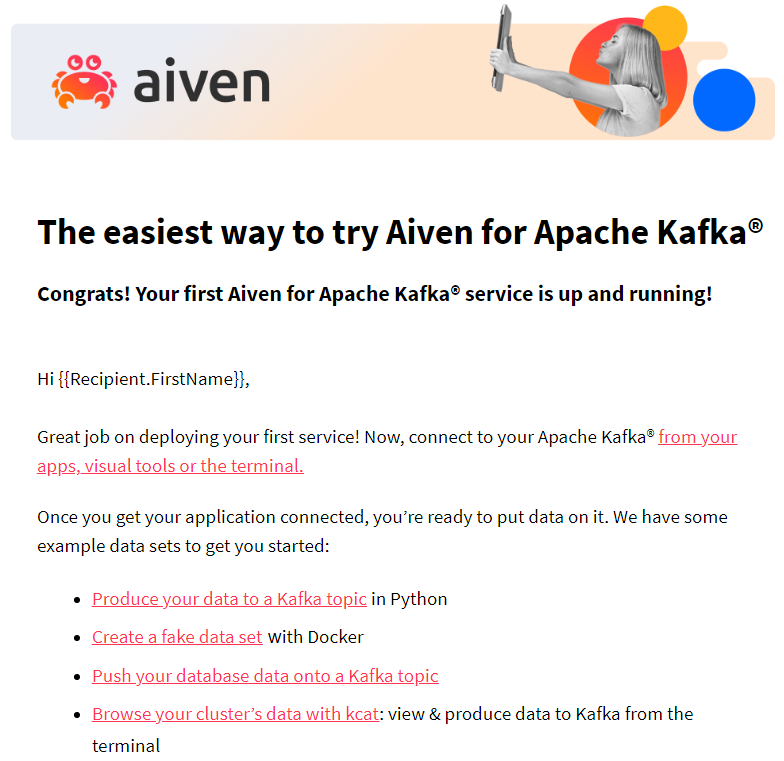 aiven
The easiest way to try Aiven for Apache Kafka®
Congrats! Your first Aiven for Apache Kafka® service is up and running!
Hi {{Recipient.FirstName}},
Great job on deploying your first service! Now, connect to your Apache Kafka® from your
apps, visual tools or the terminal.
Once you get your application connected, you’re ready to put data on it. We have some
example data sets to get you started:
• Produce your data to a Kafka topic in Python
• Create a fake data set with Docker
• Push your database data onto a Kafka topic
• Browse your cluster’s data with kcat: view & produce data to Kafka from the
terminal